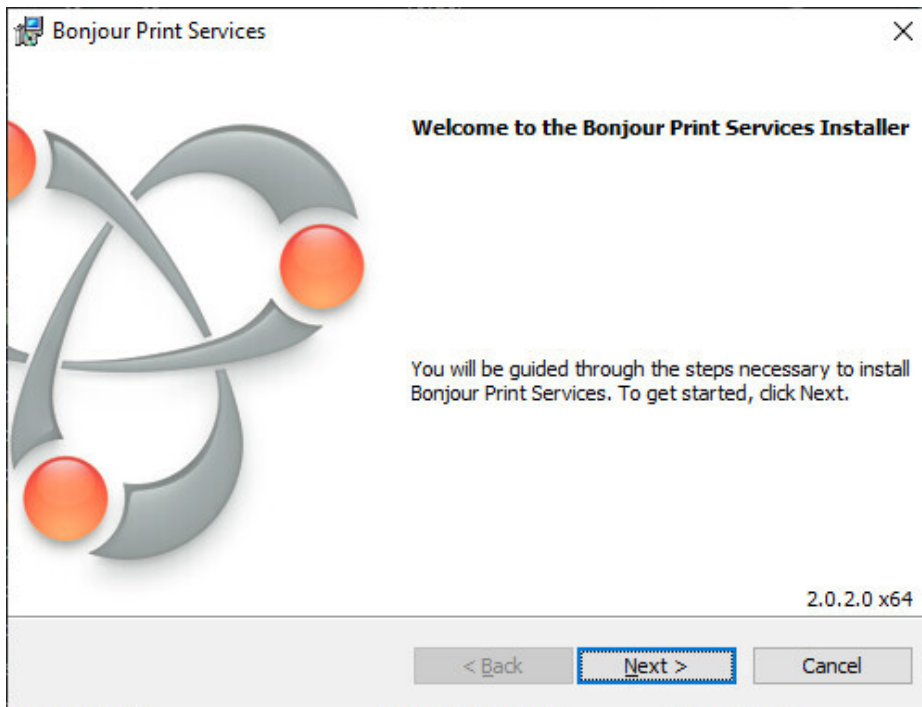 Bonjour Print Services
Welcome to the Bonjour Print Services Installer
You will be guided through the steps necessary to install
Bonjour Print Services. To get started, click Next.
2.0.2.0 x64
< Back
Next >
Cancel